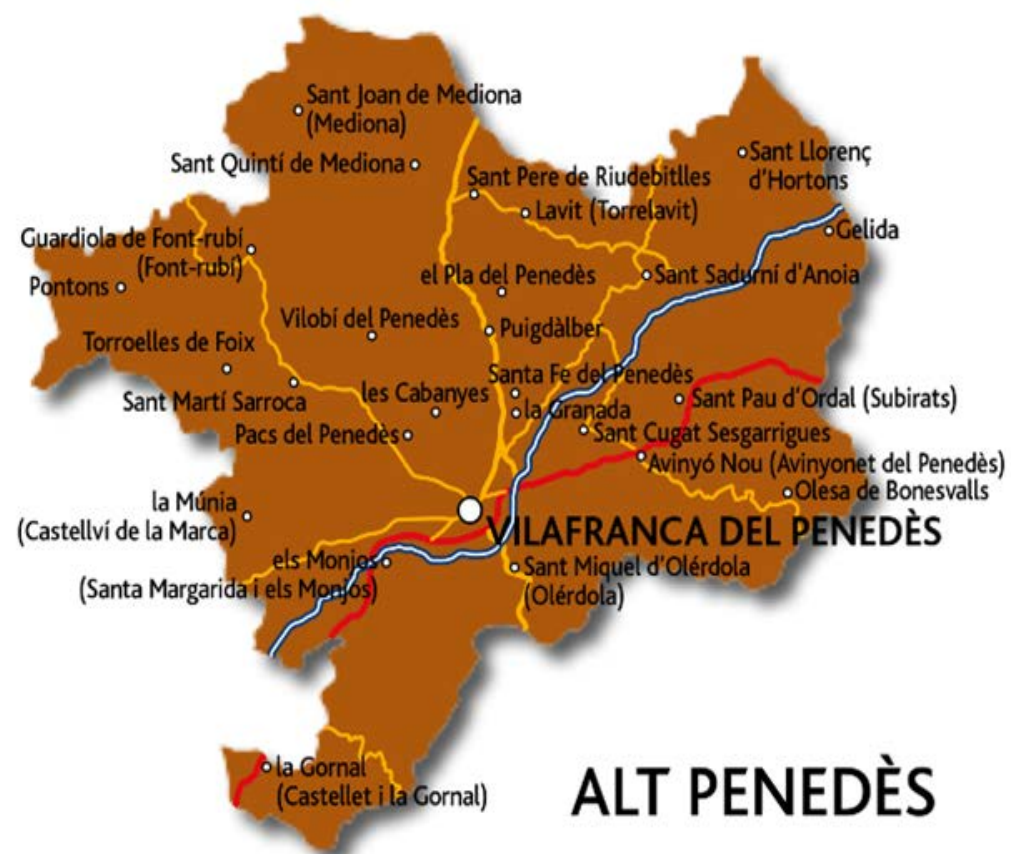 Sant Joan de Mediona
(Mediona)
Sant Quintí de Mediona
Sant Pere de Riudebitlles
Lavit (Torrelavit)
Sant Llorenç
d'Hortons
Gelida
Guardiola de Font-rubí
(Font-rubí)
Pontons
el Pla del Penedès
Sant Sadurní d'Anoia
Vilobí del Penedès
Puigdàlber
Torroelles de Foix
Sant Martí Sarroca
les Cabanyes
Santa Fe del Penedès
la Granada
Sant Pau d'Ordal (Subirats)
Pacs del Penedès
Sant Cugat Sesgarrigues
Avinyó Nou (Avinyonet del Penedès)
Olesa de Bonesvalls
la Múnia
(Castellví de la Marca)
VILAFRANCA DEL PENEDÈS
els Monjos
(Santa Margarida i els Monjos)
Sant Miquel d'Olérdola
(Olérdola)
la Gornal
(Castellet i la Gornal)
ALT PENEDÈS